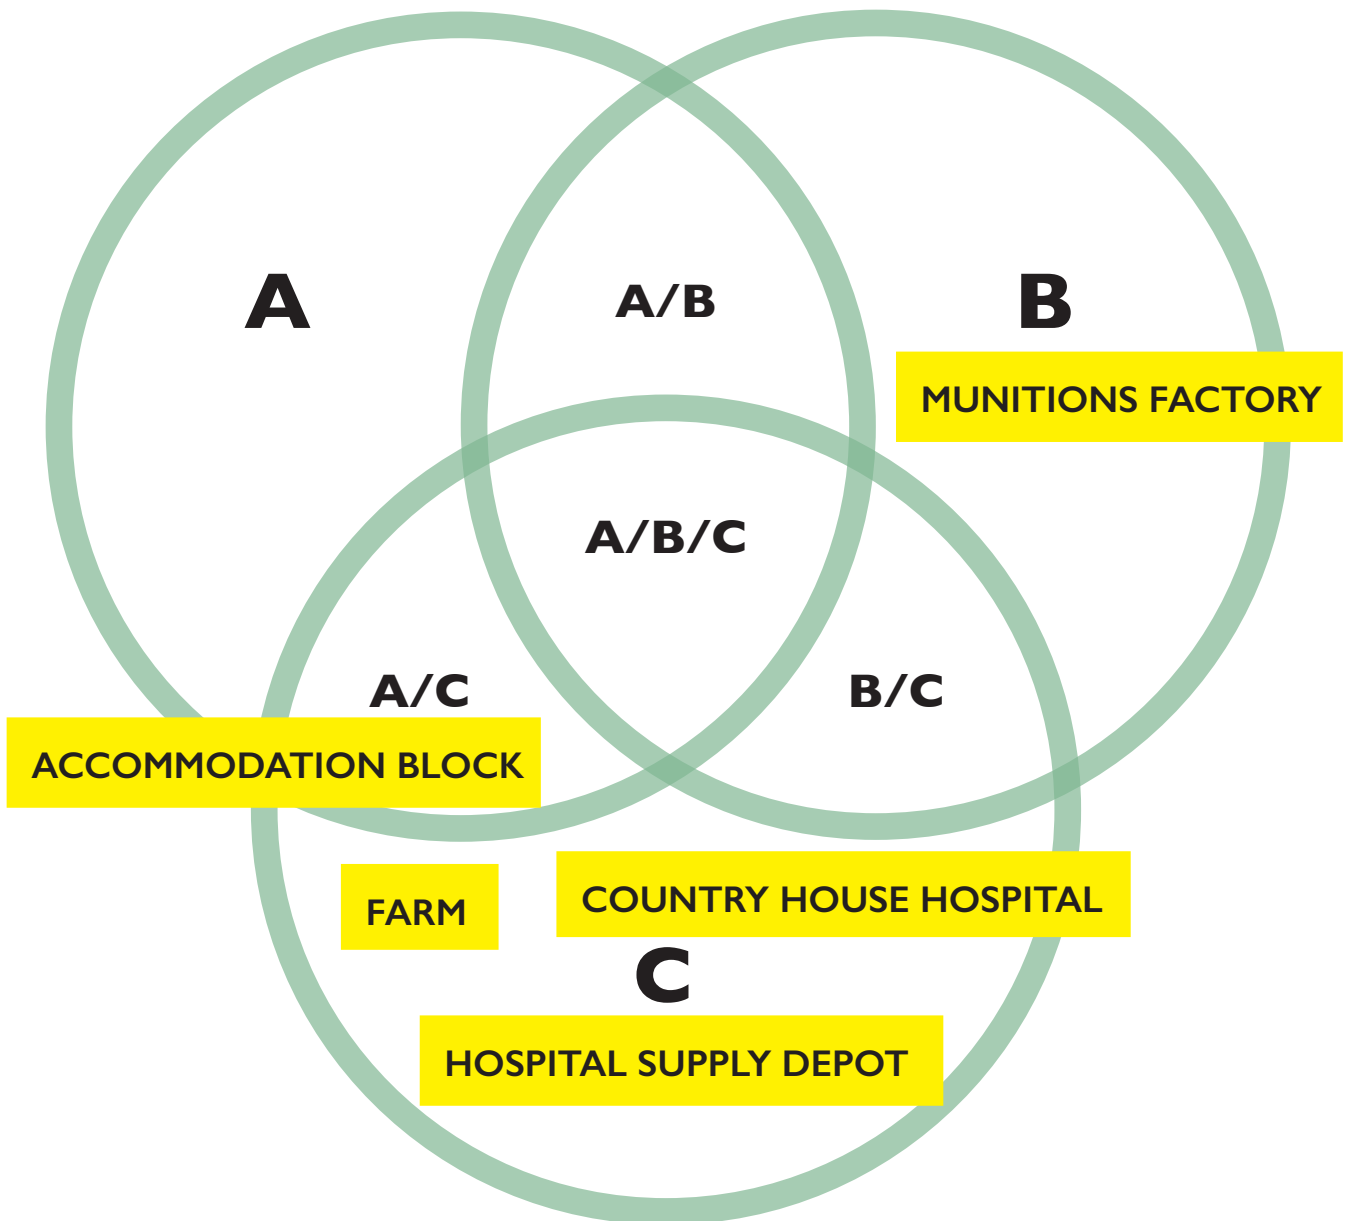 A
A/B
B
MUNITIONS FACTORY
A/B/C
A/C
B/C
ACCOMMODATION BLOCK
FARM
COUNTRY HOUSE HOSPITAL
C
HOSPITAL SUPPLY DEPOT